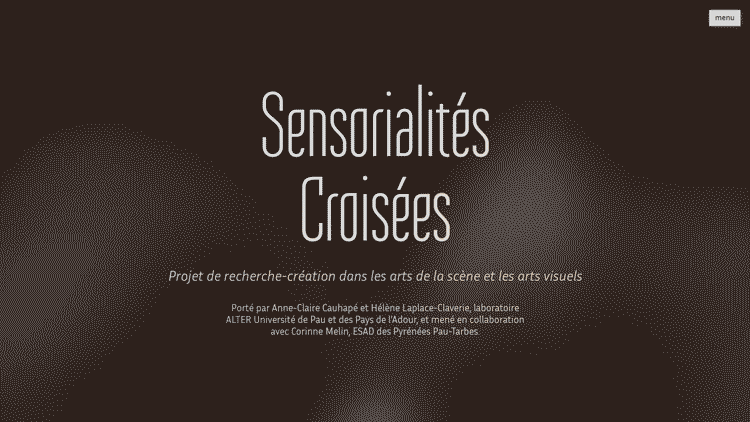 menu
Sensorialités
Croisées
Projet de recherche-création dans les arts de la scène et les arts visuels
Porté par Anne-Claire Cauhapé et Hélène Laplace-Claverie, laboratoire
ALTER Université de Pau et des Pays de l'Adour, et mené en collaboration
avec Corinne Melin, ESAD des Pyrénées Pau-Tarbes.